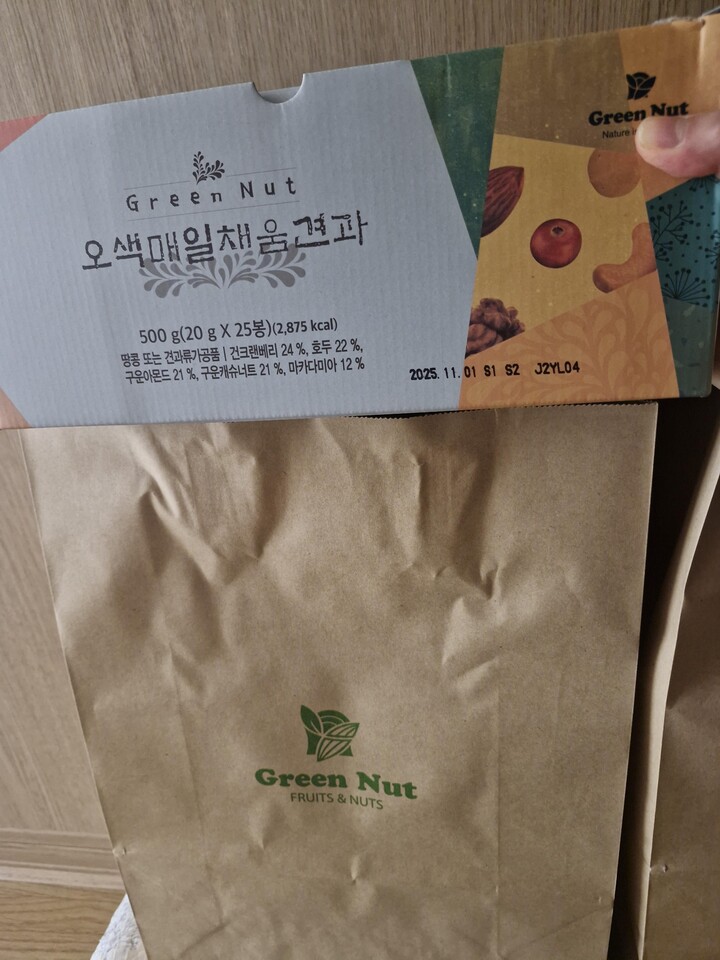 Green Nut
Nature
Green Nut
오색매일채움견과
500 g(20 g X 25봉)(2,875 kcal)
땅콩 또는 견과류가공품 | 건크랜베리 24 %, 호두 22 %,
구운아몬드 21 %, 구운캐슈너트 21 %, 마카다미아 12 %
2025. 11. 01 S1 S2 J2YL04
Green Nut
FRUITS & NUTS